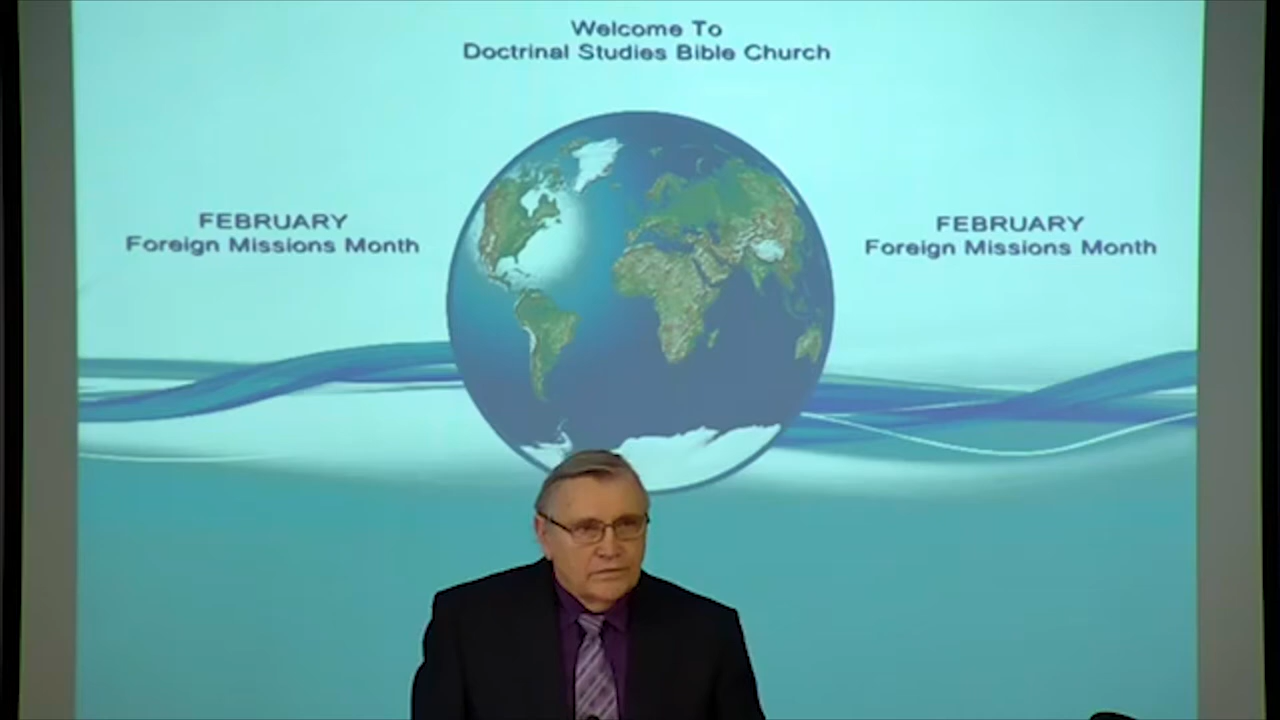 Welcome To
Doctrinal Studies Bible Church
FEBRUARY
Foreign Missions Month
FEBRUARY
Foreign Missions Month